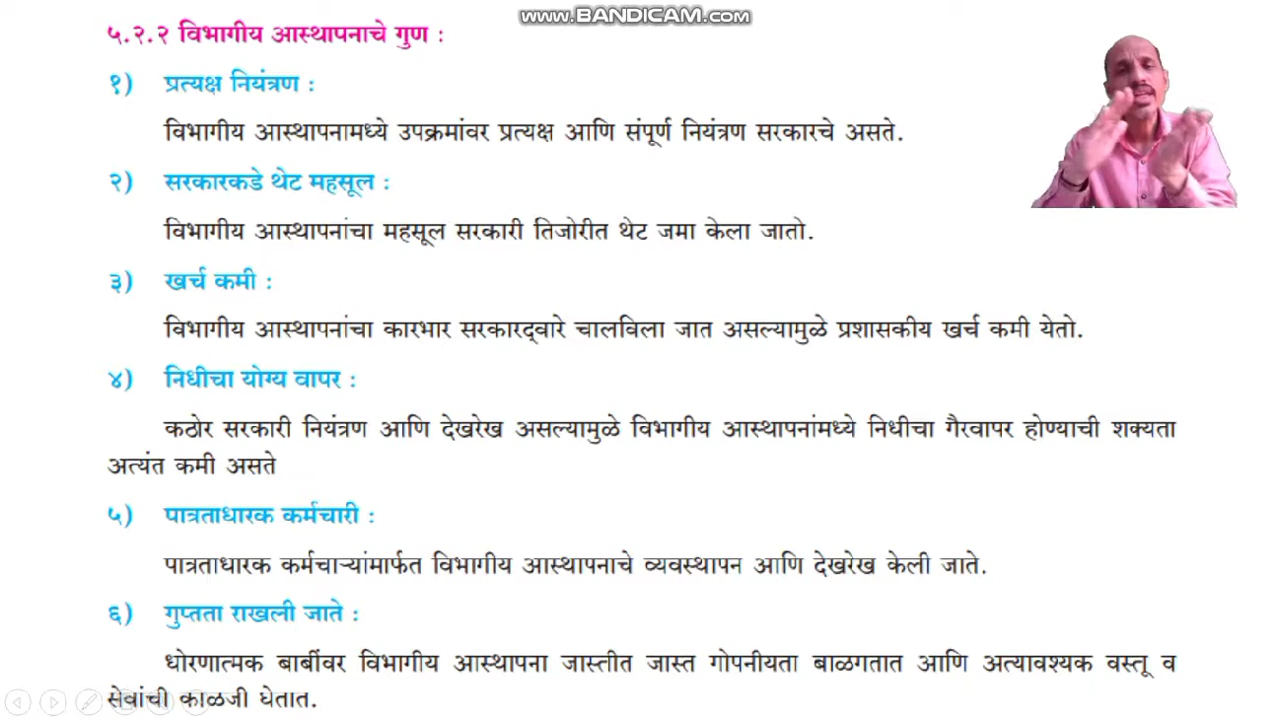 www.BANDICAM.com
५.२.२ विभागीय आस्थापनाचे गुण :
१) प्रत्यक्ष नियंत्रण :
विभागीय आस्थापनामध्ये उपक्रमांवर प्रत्यक्ष आणि संपूर्ण नियंत्रण सरकारचे असते.
२) सरकारकडे थेट महसूल :
विभागीय आस्थापनांचा महसूल सरकारी तिजोरीत थेट जमा केला जातो.
३) खर्च कमी :
विभागीय आस्थापनांचा कारभार सरकारद्वारे चालविला जात असल्यामुळे प्रशासकीय खर्च कमी येतो.
४) निधीचा योग्य वापर :
कठोर सरकारी नियंत्रण आणि देखरेख असल्यामुळे विभागीय आस्थापनांमध्ये निधीचा गैरवापर होण्याची शक्यता
अत्यंत कमी असते
५) पात्रताधारक कर्मचारी :
पात्रताधारक कर्मचाऱ्यांमार्फत विभागीय आस्थापनाचे व्यवस्थापन आणि देखरेख केली जाते.
६) गुप्तता राखली जाते :
धोरणात्मक बाबींवर विभागीय आस्थापना जास्तीत जास्त गोपनीयता बाळगतात आणि अत्यावश्यक वस्तू व
सेवांची काळजी घेतात.